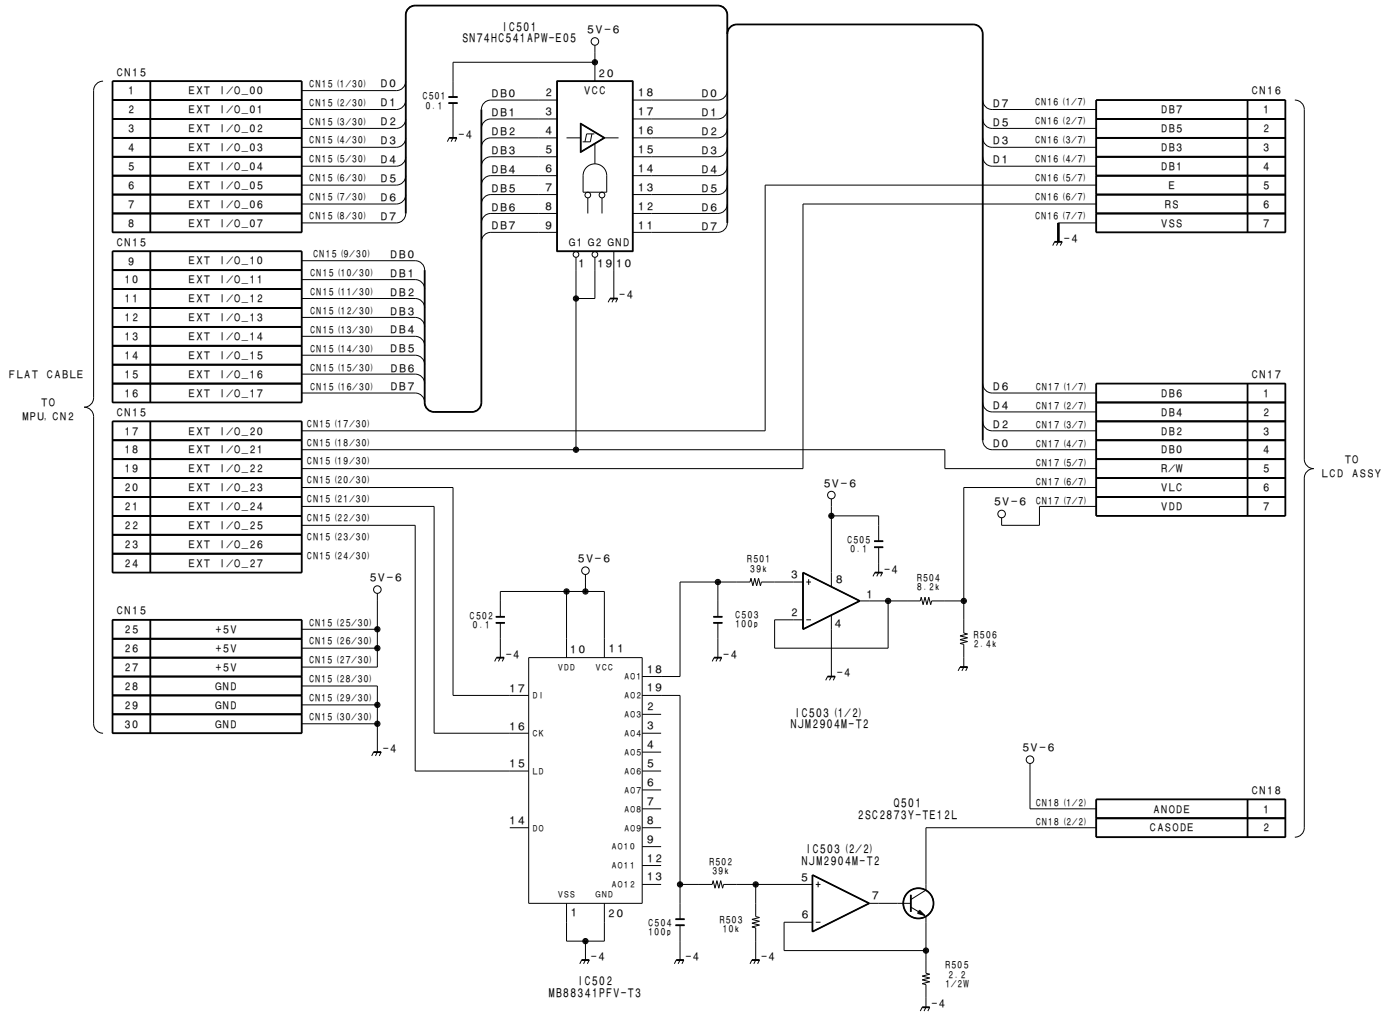 FLAT CABLE
TO
MPU. CN2
CN15
1 EXT I/O_00 CN15 (1/30) D0
2 EXT I/O_01 CN15 (2/30) D1
3 EXT I/O_02 CN15 (3/30) D2
4 EXT I/O_03 CN15 (4/30) D3
5 EXT I/O_04 CN15 (5/30) D4
6 EXT I/O_05 CN15 (6/30) D5
7 EXT I/O_06 CN15 (7/30) D6
8 EXT I/O_07 CN15 (8/30) D7
CN15
9 EXT I/O_10 CN15 (9/30) DB0
10 EXT I/O_11 CN15 (10/30) DB1
11 EXT I/O_12 CN15 (11/30) DB2
12 EXT I/O_13 CN15 (12/30) DB3
13 EXT I/O_14 CN15 (13/30) DB4
14 EXT I/O_15 CN15 (14/30) DB5
15 EXT I/O_16 CN15 (15/30) DB6
16 EXT I/O_17 CN15 (16/30) DB7
CN15
17 EXT I/O_20 CN15 (17/30)
18 EXT I/O_21 CN15 (18/30)
19 EXT I/O_22 CN15 (19/30)
20 EXT I/O_23 CN15 (20/30)
21 EXT I/O_24 CN15 (21/30)
22 EXT I/O_25 CN15 (22/30)
23 EXT I/O_26 CN15 (23/30)
24 EXT I/O_27 CN15 (24/30)
5V-6
CN15
25 +5V CN15 (25/30)
26 +5V CN15 (26/30)
27 +5V CN15 (27/30)
28 GND CN15 (28/30)
29 GND CN15 (29/30)
30 GND CN15 (30/30)
-4
IC501
SN74HC541APW-E05
5V-6
C501
0.1
-4
20
VCC
DB0 2 18 D0
DB1 3 17 D1
DB2 4 16 D2
DB3 5 15 D3
DB4 6 14 D4
DB5 7 13 D5
DB6 8 12 D6
DB7 9 11 D7
G1 G2 GND
1 19 10
-4
CN16
D7 CN16 (1/7) DB7 1
D5 CN16 (2/7) DB5 2
D3 CN16 (3/7) DB3 3
D1 CN16 (4/7) DB1 4
CN16 (5/7) E 5
CN16 (6/7) RS 6
CN16 (7/7) VSS 7
-4
CN17
D6 CN17 (1/7) DB6 1
D4 CN17 (2/7) DB4 2
D2 CN17 (3/7) DB2 3
D0 CN17 (4/7) DB0 4
CN17 (5/7) R/W 5
CN17 (6/7) VLC 6
5V-6 CN17 (7/7) VDD 7
TO
LCD ASSY
5V-6
C502
0.1
-4
10 11
VDD VCC
17 DI
16 CK
15 LD
14 DO
AO1 18
AO2 19
AO3 2
AO4 3
AO5 4
AO6 5
AO7 6
AO8 7
AO9 8
AO10 9
AO11 12
AO12 13
VSS GND
1 20
-4
IC502
MB88341PFV-T3
5V-6
C505
0.1
-4
R501
39k
C503
100p
-4
3 +
2 -
8
4
1
-4
R504
8.2k
R506
2.4k
IC503 (1/2)
NJM2904M-T2
R502
39k
C504
100p
-4
R503
10k
-4
IC503 (2/2)
NJM2904M-T2
5 +
6 -
7
Q501
2SC2873Y-TE12L
R505
2.2
1/2W
-4
5V-6
CN18
CN18 (1/2) ANODE 1
CN18 (2/2) CASODE 2